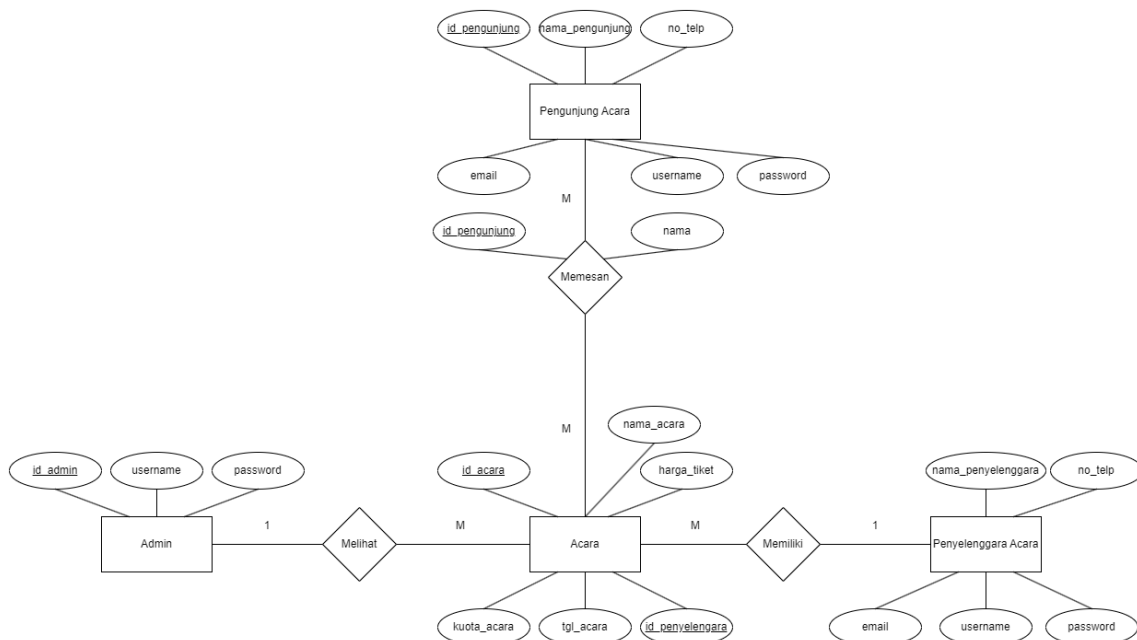 id_pengunjung
nama_pengunjung
no_telp
Pengunjung Acara
email
username
password
M
id_pengunjung
nama
Memesan
M
nama_acara
id_admin
username
password
id_acara
harga_tiket
nama_penyelenggara
no_telp
Admin
1
Melihat
M
Acara
M
Memiliki
1
Penyelenggara Acara
kuota_acara
tgl_acara
id_penyelengara
email
username
password